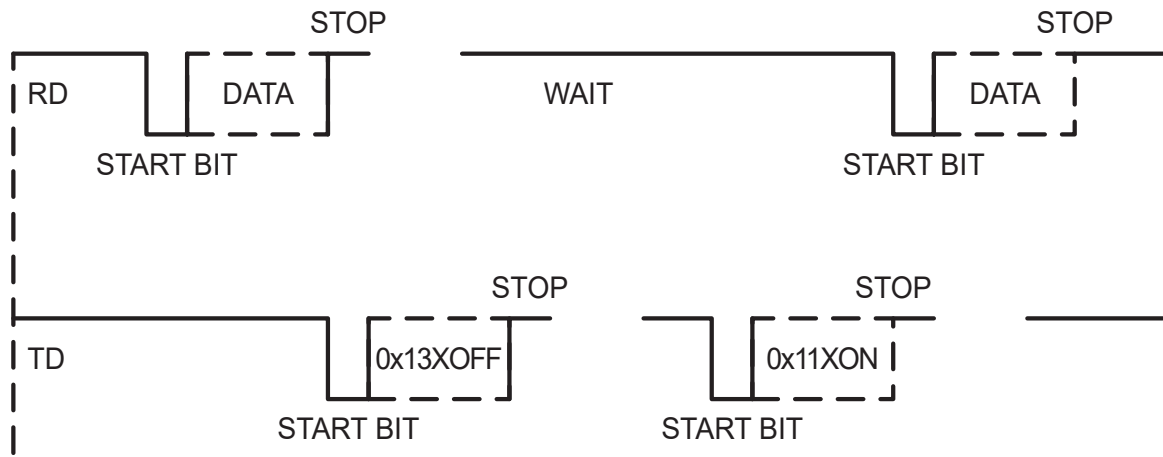 STOP STOP
RD DATA WAIT DATA
START BIT START BIT
STOP STOP
TD 0x13XOFF 0x11XON
START BIT START BIT